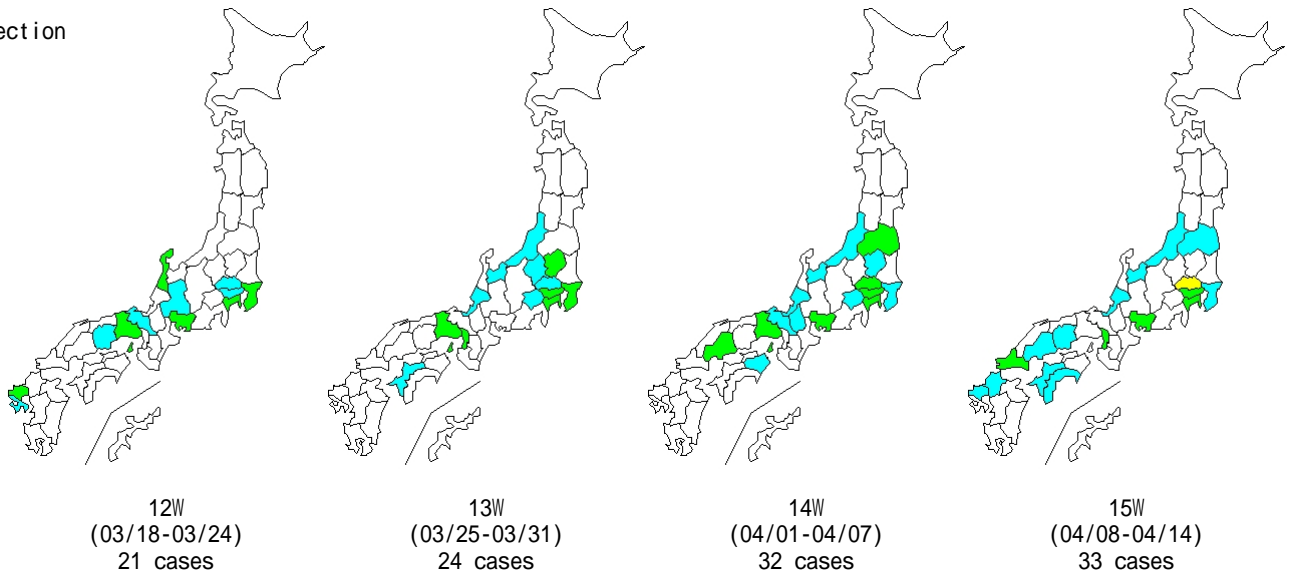 ection
12W
(03/18-03/24)
21 cases
13W
(03/25-03/31)
24 cases
14W
(04/01-04/07)
32 cases
15W
(04/08-04/14)
33 cases